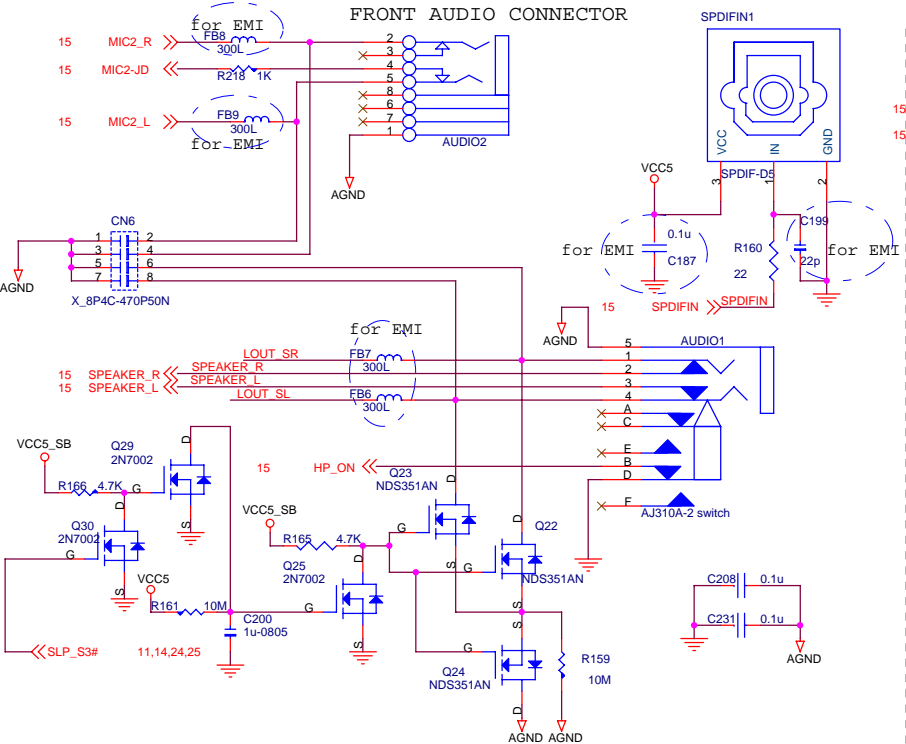 FRONT AUDIO CONNECTOR
for EMI
15 MIC2_R
FB8
300L
15 MIC2-JD
R218 1K
15 MIC2_L
FB9
300L
for EMI
2
3
4
5
8
6
7
1
AUDIO2
AGND
SPDIFIN1
VCC
IN
GND
SPDIF-D5
3
1
2
15
15
VCC5
0.1u
C187
for EMI
R160
22
C199
22p
for EMI
15 SPDIFIN
SPDIFIN
CN6
1 2
3 4
5 6
7 8
AGND
X_8P4C-470P50N
for EMI
LOUT_SR
FB7
300L
15 SPEAKER_R
SPEAKER_R
15 SPEAKER_L
SPEAKER_L
LOUT_SL
FB6
300L
AGND
AUDIO1
5
1
2
3
4
A
C
E
B
D
F
AJ310A-2 switch
15 HP_ON
VCC5_SB
Q29
2N7002
R166 4.7K
G
D
S
Q30
2N7002
G
D
S
VCC5
R161 10M
C200
1u-0805
SLP_S3#
11,14,24,25
VCC5_SB
R165 4.7K
Q25
2N7002
G
D
S
Q23
NDS351AN
G
D
S
Q22
NDS351AN
G
D
S
Q24
NDS351AN
G
S
D
R159
10M
AGND
AGND
C208 0.1u
C231 0.1u
AGND